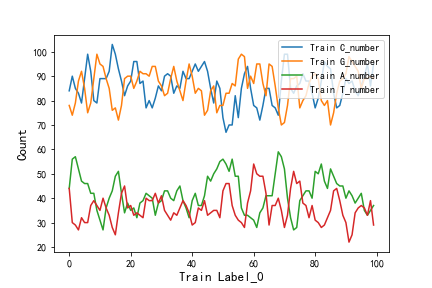 Train C_number
Train G_number
Train A_number
Train T_number
100
90
80
70
60
50
40
30
20
Count
0
20
40
60
80
100
Train Label_0